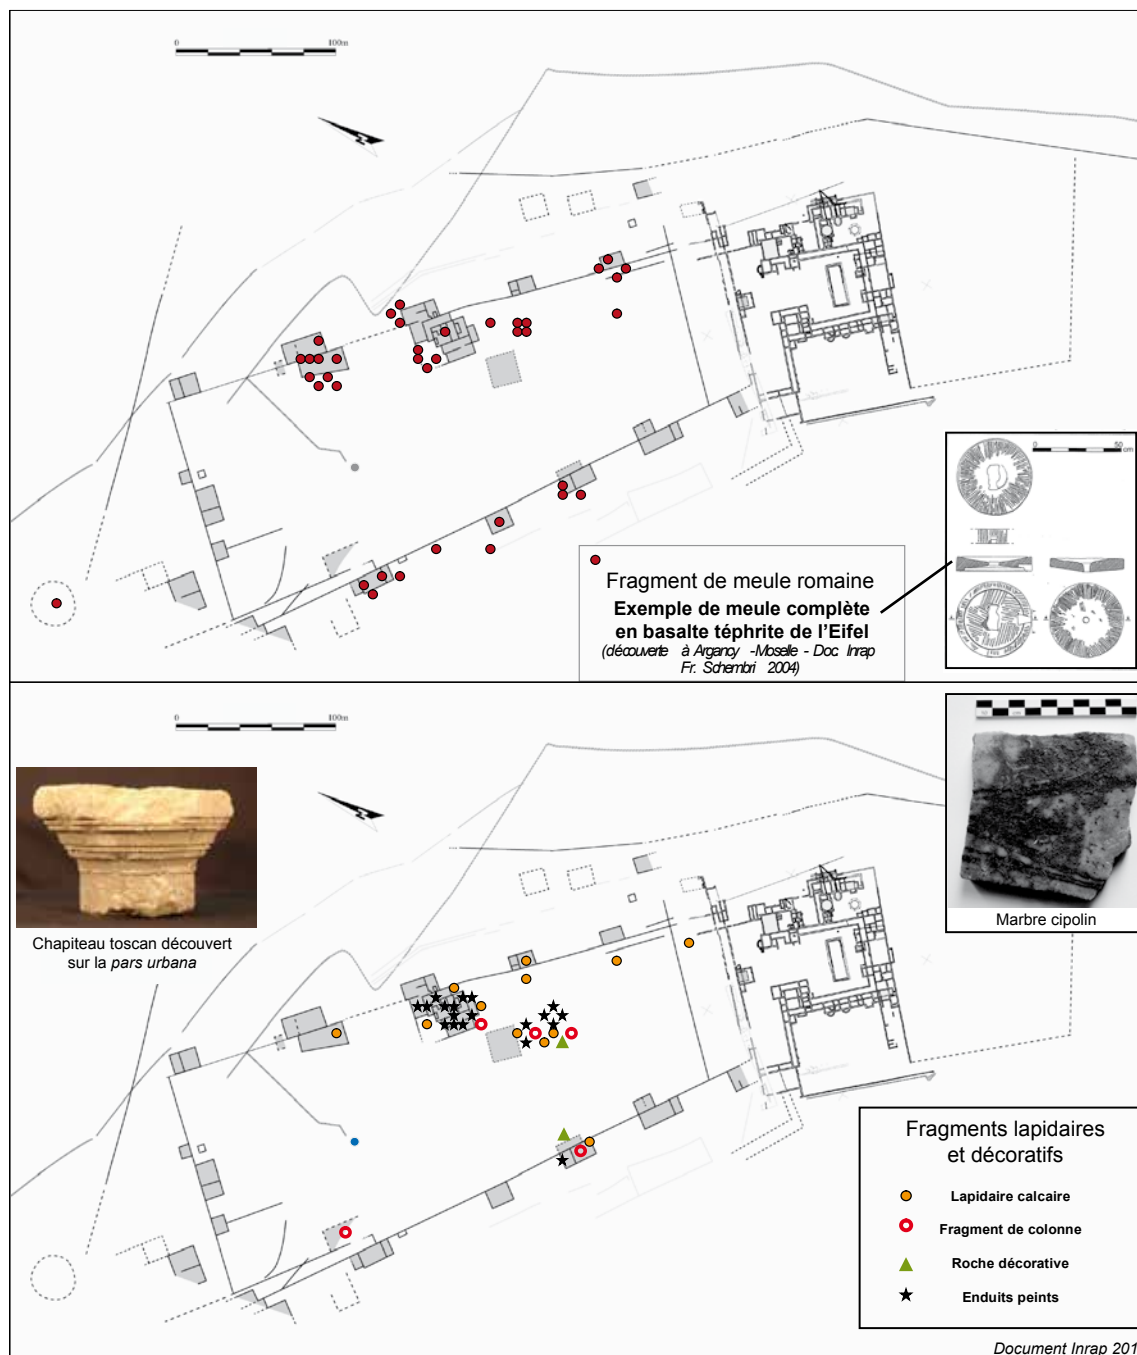 0 100m
0 50
cm
Fragment de meule romaine
Exemple de meule complète
en basalte téphrite de l'Eifel
(découverte à Argancy -Moselle - Doc Inrap
Fr. Schembri 2004)
0 100m
Chapiteau toscan découvert
sur la pars urbana
Marbre cipolin
Fragments lapidaires
et décoratifs
Lapidaire calcaire
Fragment de colonne
Roche décorative
Enduits peints
Document Inrap 201